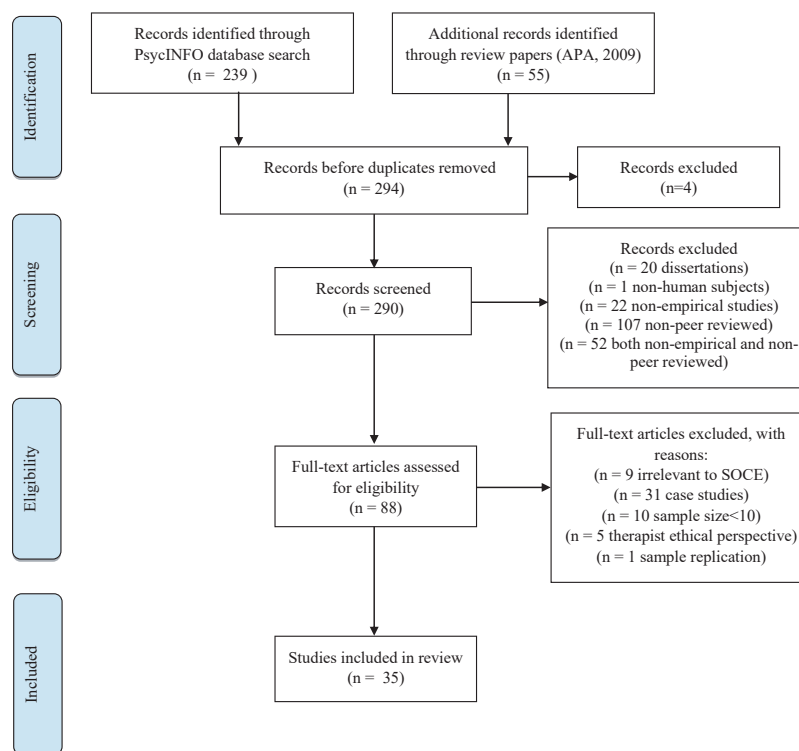 Identification
Records identified through
PsycINFO database search
(n = 239 )
Additional records identified
through review papers (APA, 2009)
(n = 55)
Records before duplicates removed
(n = 294)
Records excluded
(n=4)
Screening
Records screened
(n = 290)
Records excluded
(n = 20 dissertations)
(n = 1 non-human subjects)
(n = 22 non-empirical studies)
(n = 107 non-peer reviewed)
(n = 52 both non-empirical and non-
peer reviewed)
Eligibility
Full-text articles assessed
for eligibility
(n = 88)
Full-text articles excluded, with
reasons:
(n = 9 irrelevant to SOCE)
(n = 31 case studies)
(n = 10 sample size<10)
(n = 5 therapist ethical perspective)
(n = 1 sample replication)
Included
Studies included in review
(n = 35)